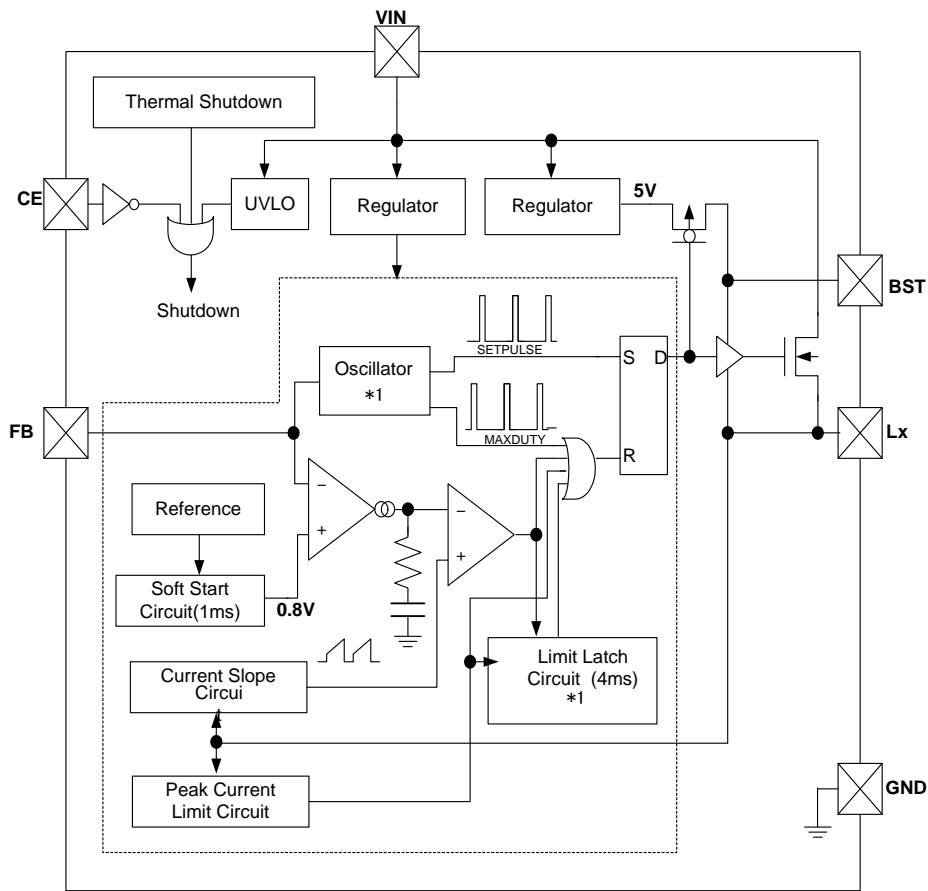 VIN
Thermal Shutdown
CE
UVLO
Regulator
Regulator
5V
BST
Shutdown
SETPULSE
Oscillator
*1
S D
MAXDUTY
FB
Lx
R
−
+
−
+
Reference
Soft Start
Circuit(1ms)
0.8V
Limit Latch
Circuit (4ms)
*1
Current Slope
Circui
Peak Current
Limit Circuit
GND